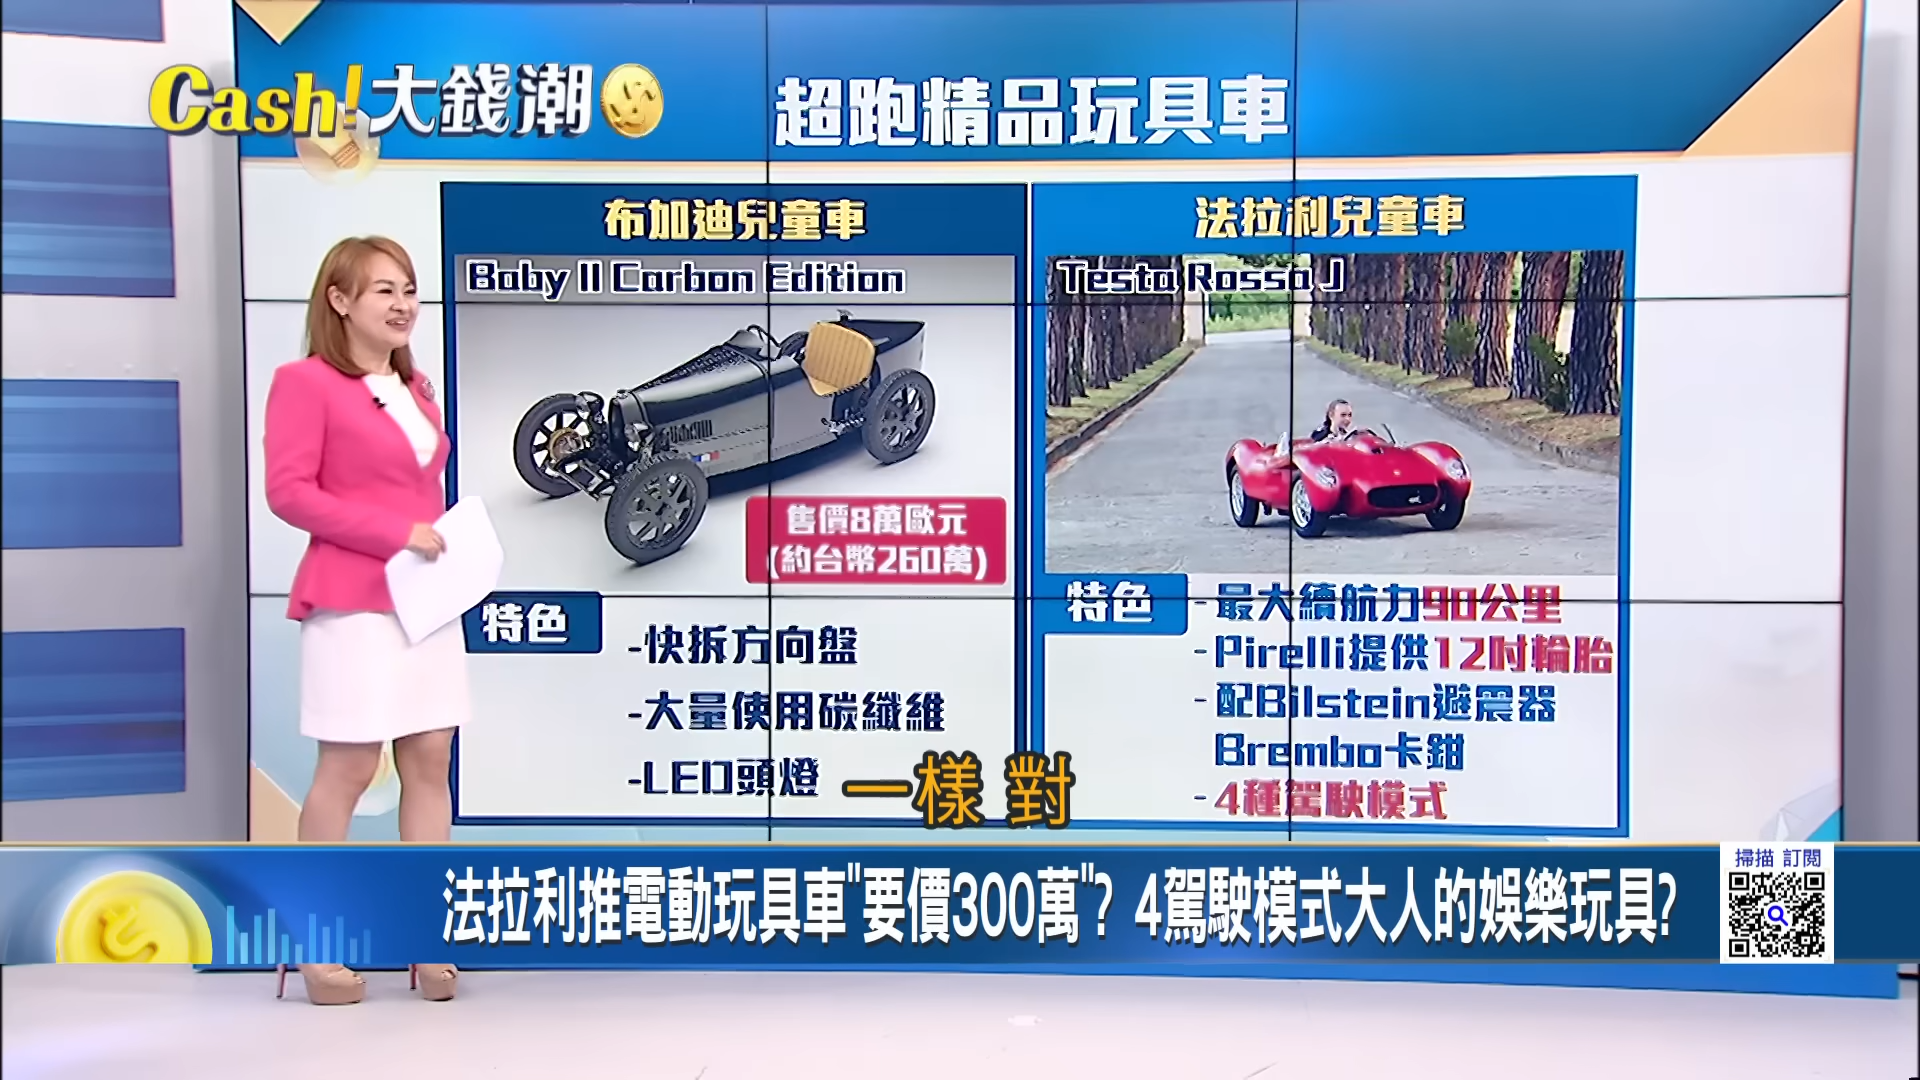 Cash!大錢潮
超跑精品玩具車
布加迪兒童車
Baby II Carbon Edition
售價8萬歐元
(約台幣260萬)
特色
-快拆方向盤
-大量使用碳纖維
-LED頭燈
法拉利兒童車
Testa Rossa J
特色
-最大續航力90公里
-Pirelli提供12吋輪胎
-配Bilstein避震器
Brembo卡鉗
-4種駕駛模式
一樣 對
掃描 訂閱
法拉利推電動玩具車"要價300萬"? 4駕駛模式大人的娛樂玩具?